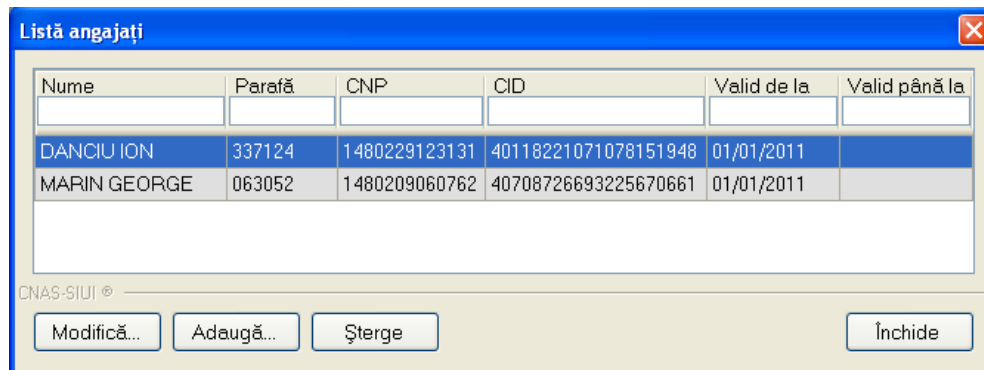 Listă angajați
Nume Parafă CNP CID Valid de la Valid până la
DANCIU ION 337124 1480229123131 40118221071078151948 01/01/2011
MARIN GEORGE 063052 1480209060762 40708726693225670661 01/01/2011
CNAS-SIUI ®
Modifică... Adaugă... Şterge Închide